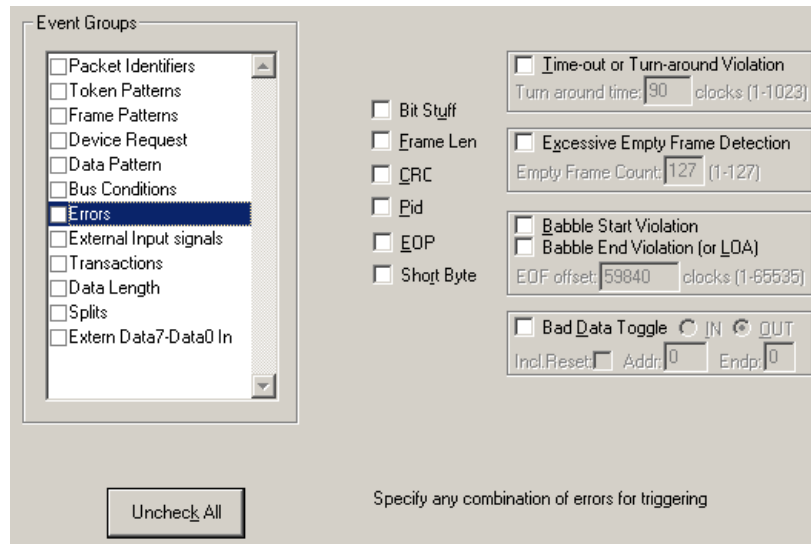 Event Groups
Packet Identifiers
Token Patterns
Frame Patterns
Device Request
Data Pattern
Bus Conditions
Errors
External Input signals
Transactions
Data Length
Splits
Extern Data7-Data0 In
Uncheck All
Bit Stuff
Frame Len
CRC
Pid
EOP
Short Byte
Time-out or Turn-around Violation
Turn around time: 90 clocks (1-1023)
Excessive Empty Frame Detection
Empty Frame Count: 127 (1-127)
Babble Start Violation
Babble End Violation (or LOA)
EOF offset: 59840 clocks (1-65535)
Bad Data Toggle IN OUT
Incl.Reset: Addr: 0 Endp: 0
Specify any combination of errors for triggering